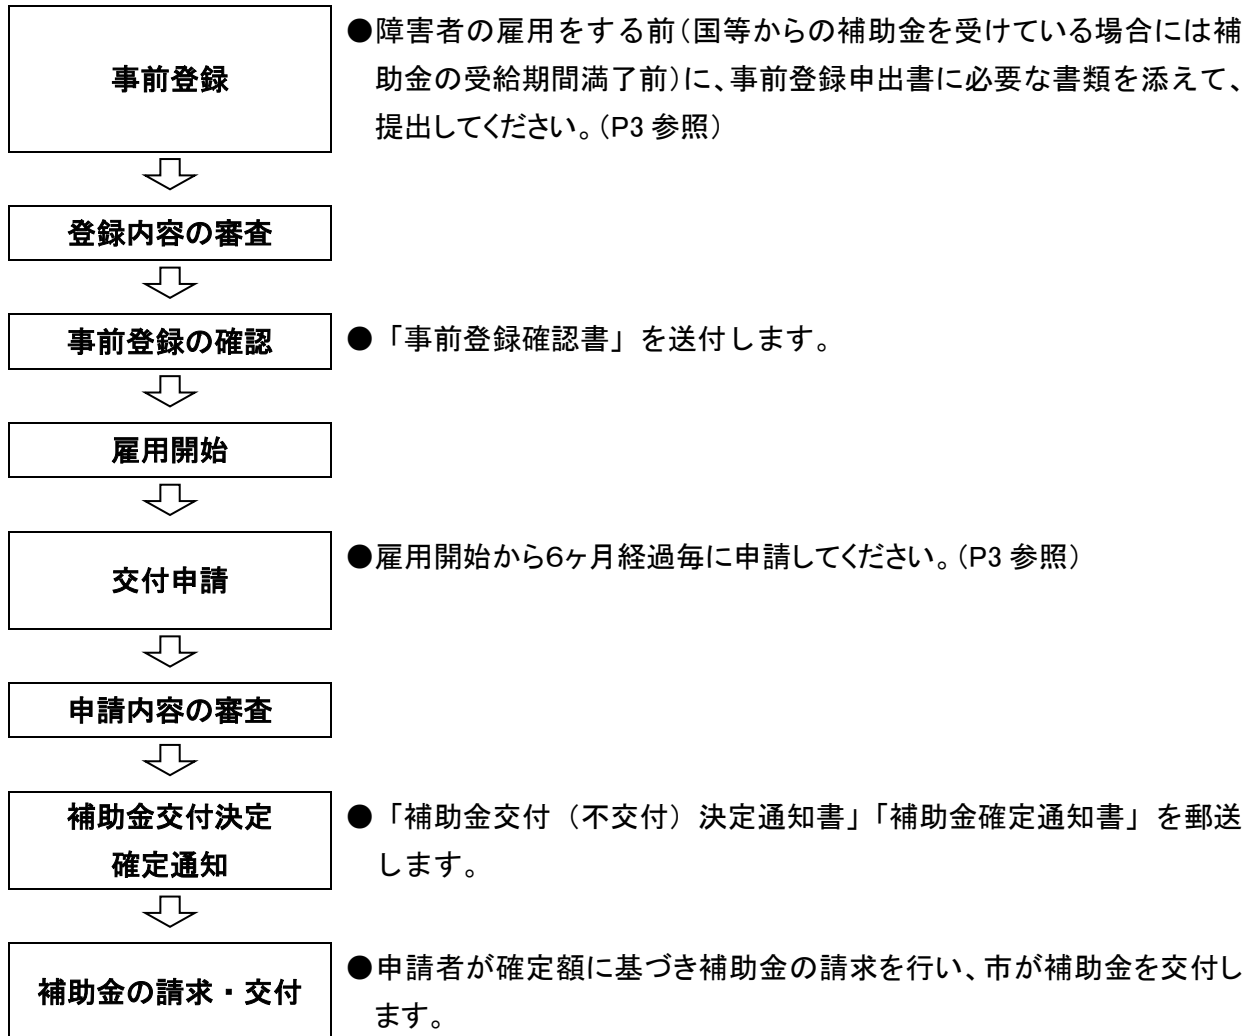 事前登録
●障害者の雇用をする前（国等からの補助金を受けている場合には補
助金の受給期間満了前）に、事前登録申出書に必要な書類を添えて、
提出してください。（P3 参照）
登録内容の審査
事前登録の確認
●「事前登録確認書」を送付します。
雇用開始
交付申請
●雇用開始から６ヶ月経過毎に申請してください。（P3 参照）
申請内容の審査
補助金交付決定
確定通知
●「補助金交付（不交付）決定通知書」「補助金確定通知書」を郵送
します。
補助金の請求・交付
●申請者が確定額に基づき補助金の請求を行い、市が補助金を交付し
ます。